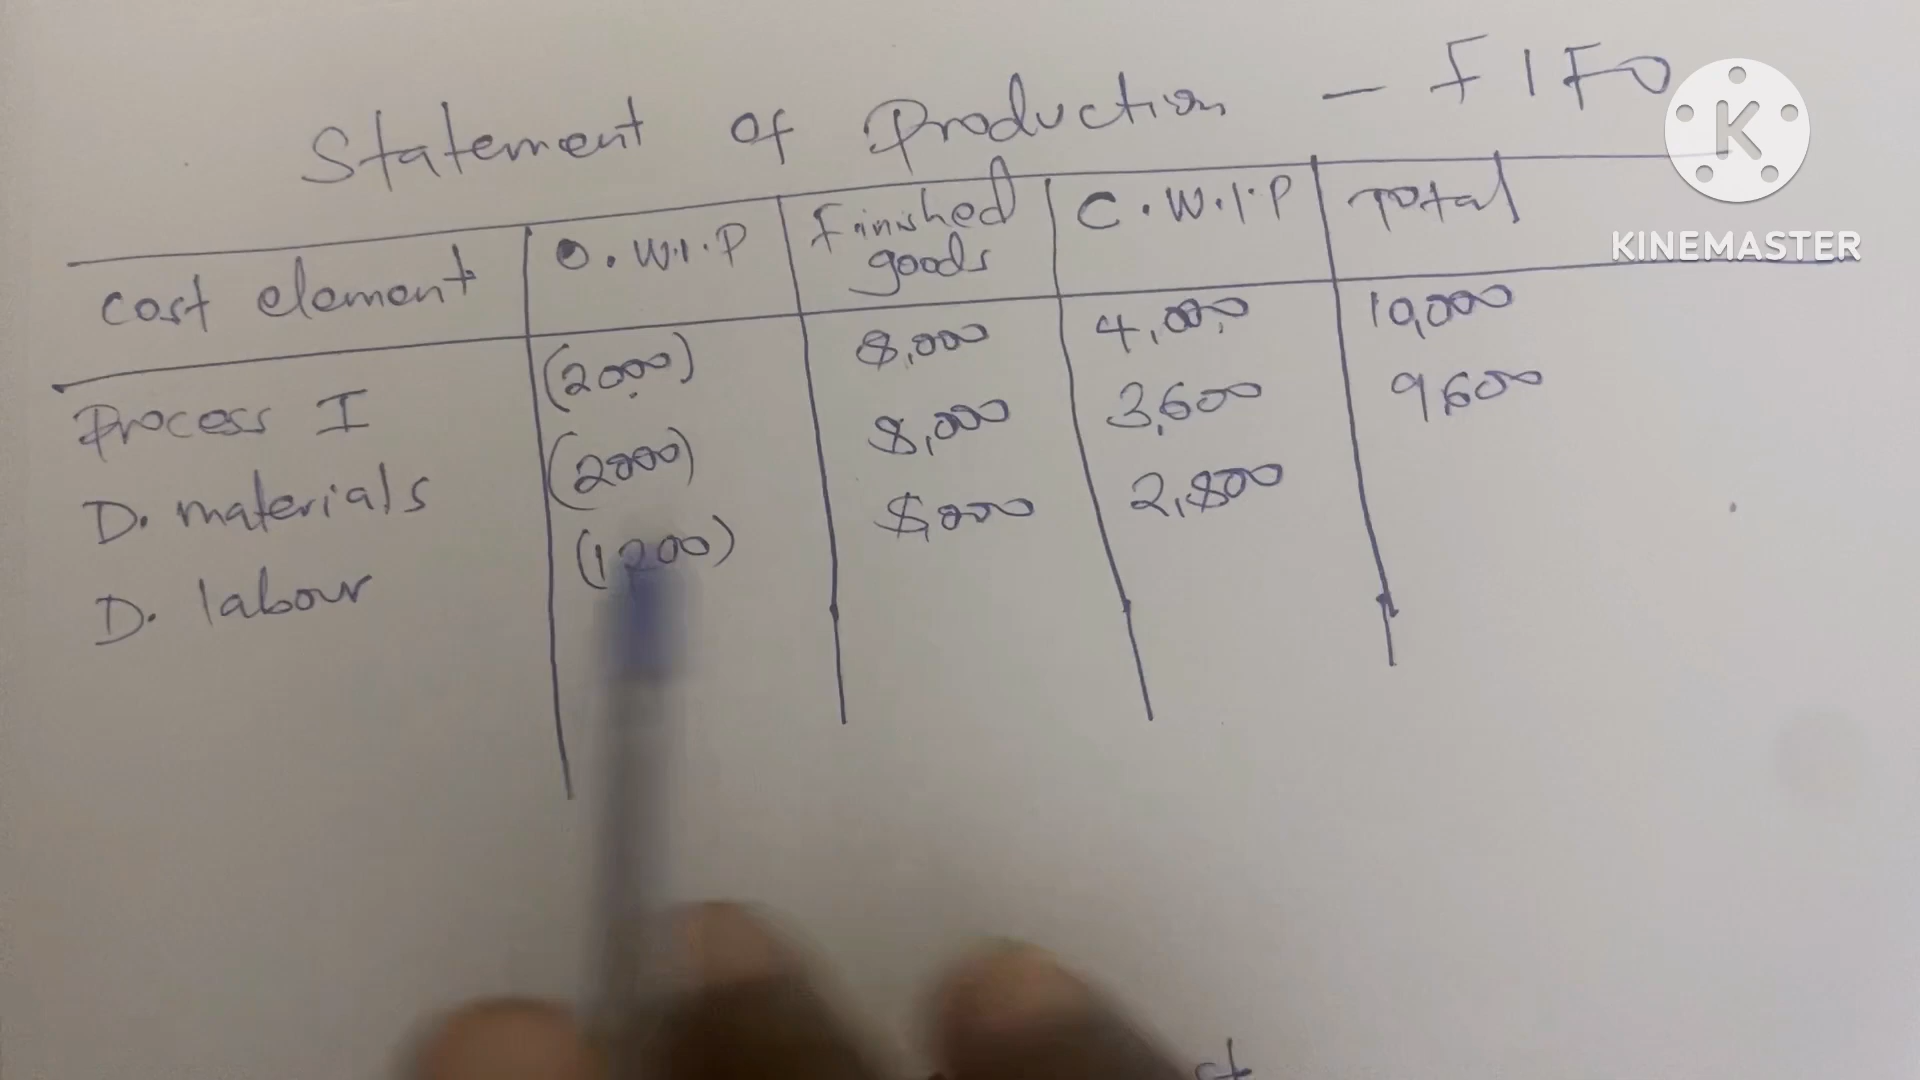 Statement of Production - FIFO
KINEMASTER
Cost element O.W.I.P Finished goods C.W.I.P Total
Process I (2000) 8,000 4,000 10,000
D. materials (2000) 8,000 3,600 9,600
D. labour (1200) 8,000 2,800